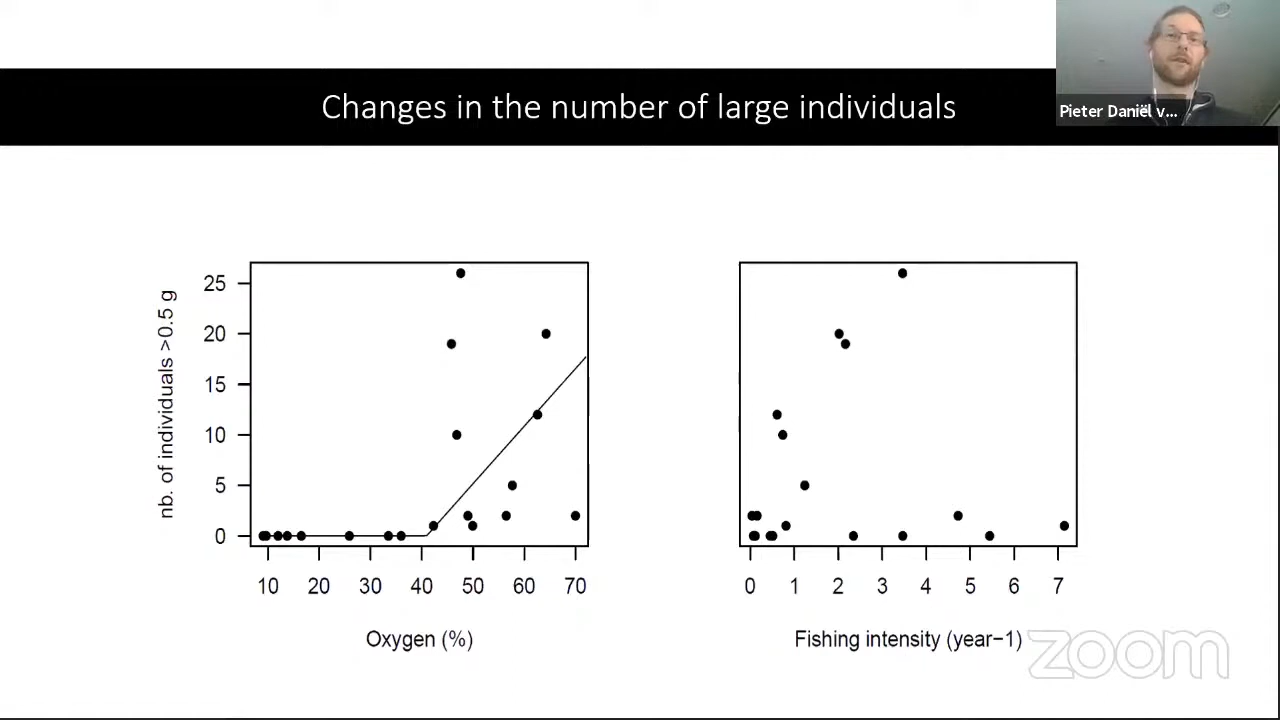 Changes in the number of large individuals
Pieter Daniël v...
nb. of individuals >0.5 g
25
20
15
10
5
0
10 20 30 40 50 60 70
Oxygen (%)
0 1 2 3 4 5 6 7
Fishing intensity (year−1)
zoom